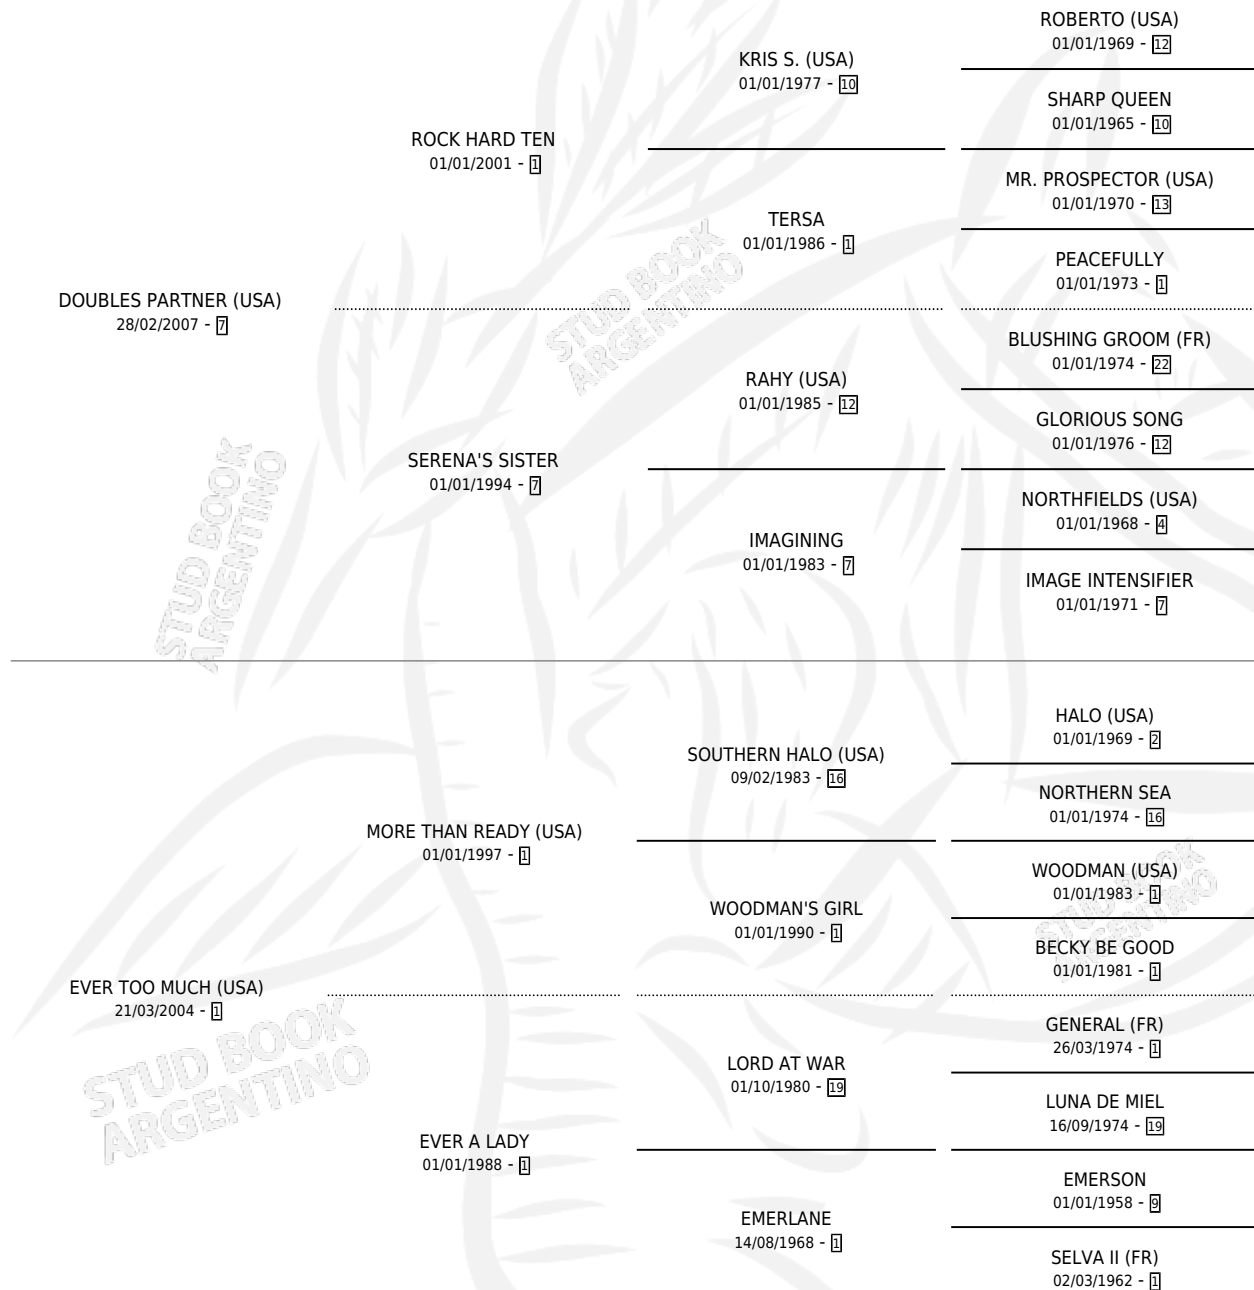 ROBERTO (USA)
01/01/1969 - 12
KRIS S. (USA)
01/01/1977 - 10
SHARP QUEEN
01/01/1965 - 10
ROCK HARD TEN
01/01/2001 - 1
MR. PROSPECTOR (USA)
01/01/1970 - 13
TERSA
01/01/1986 - 1
PEACEFULLY
01/01/1973 - 1
DOUBLES PARTNER (USA)
28/02/2007 - 7
BLUSHING GROOM (FR)
01/01/1974 - 22
RAHY (USA)
01/01/1985 - 12
GLORIOUS SONG
01/01/1976 - 12
SERENA'S SISTER
01/01/1994 - 7
NORTHFIELDS (USA)
01/01/1968 - 4
IMAGINING
01/01/1983 - 7
IMAGE INTENSIFIER
01/01/1971 - 7
STUD BOOK
ARGENTINO
STUD BOOK
ARGENTINO
HALO (USA)
01/01/1969 - 2
SOUTHERN HALO (USA)
09/02/1983 - 16
NORTHERN SEA
01/01/1974 - 16
MORE THAN READY (USA)
01/01/1997 - 1
WOODMAN (USA)
01/01/1983 - 1
WOODMAN'S GIRL
01/01/1990 - 1
BECKY BE GOOD
01/01/1981 - 1
STUD BOOK
ARGENTINO
EVER TOO MUCH (USA)
21/03/2004 - 1
GENERAL (FR)
26/03/1974 - 1
LORD AT WAR
01/10/1980 - 19
LUNA DE MIEL
16/09/1974 - 19
EVER A LADY
01/01/1988 - 1
EMERSON
01/01/1958 - 9
EMERLANE
14/08/1968 - 1
SELVA II (FR)
02/03/1962 - 1
STUD BOOK
ARGENTINO